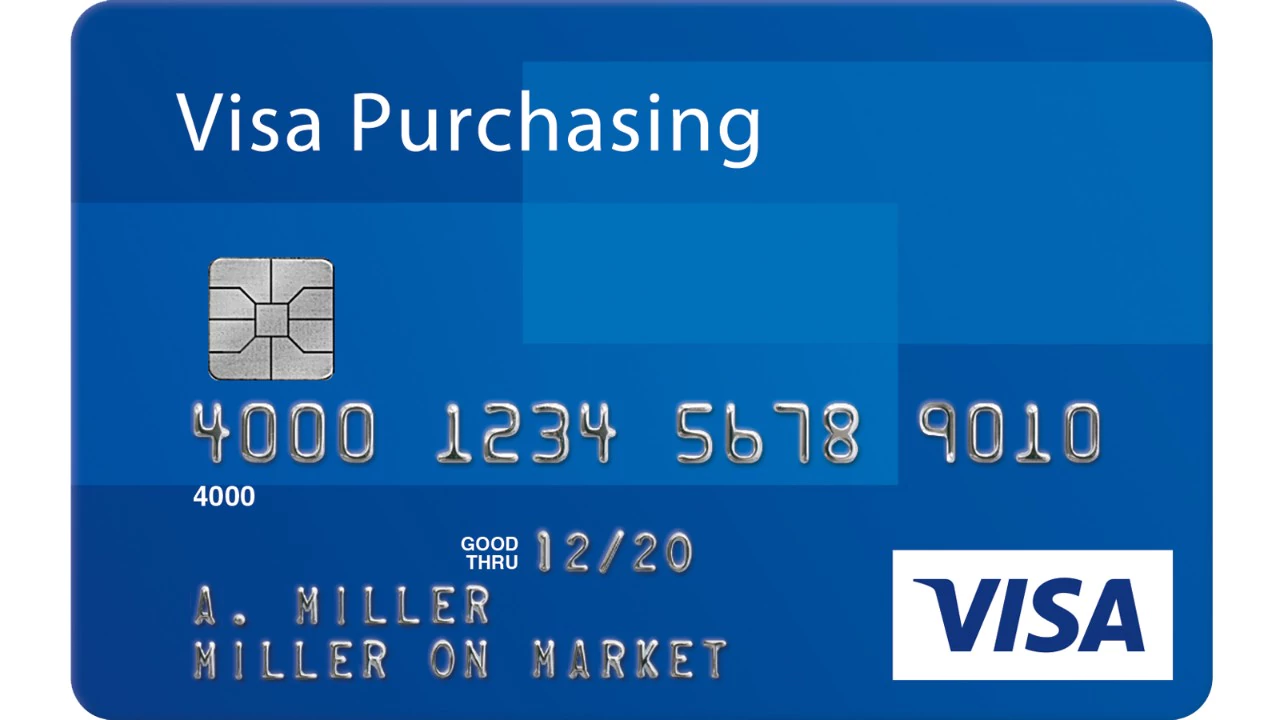 Visa Purchasing
4000 1234 5678 9010
4000
GOOD
THRU 12/20
A. MILLER
MILLER ON MARKET
VISA